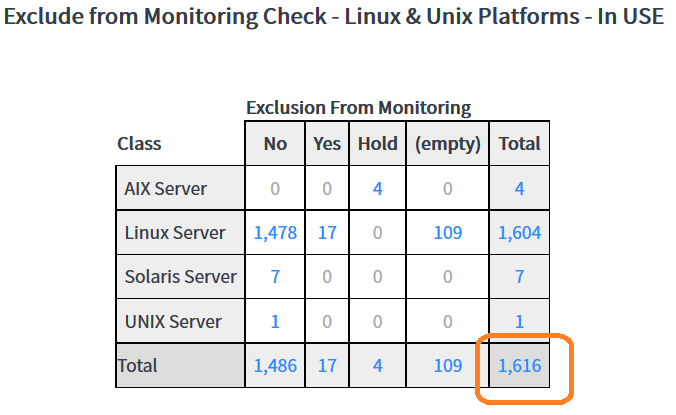 Exclude from Monitoring Check - Linux & Unix Platforms - In USE
Exclusion From Monitoring
Class No Yes Hold (empty) Total
AIX Server 0 0 4 0 4
Linux Server 1,478 17 0 109 1,604
Solaris Server 7 0 0 0 7
UNIX Server 1 0 0 0 1
Total 1,486 17 4 109 1,616